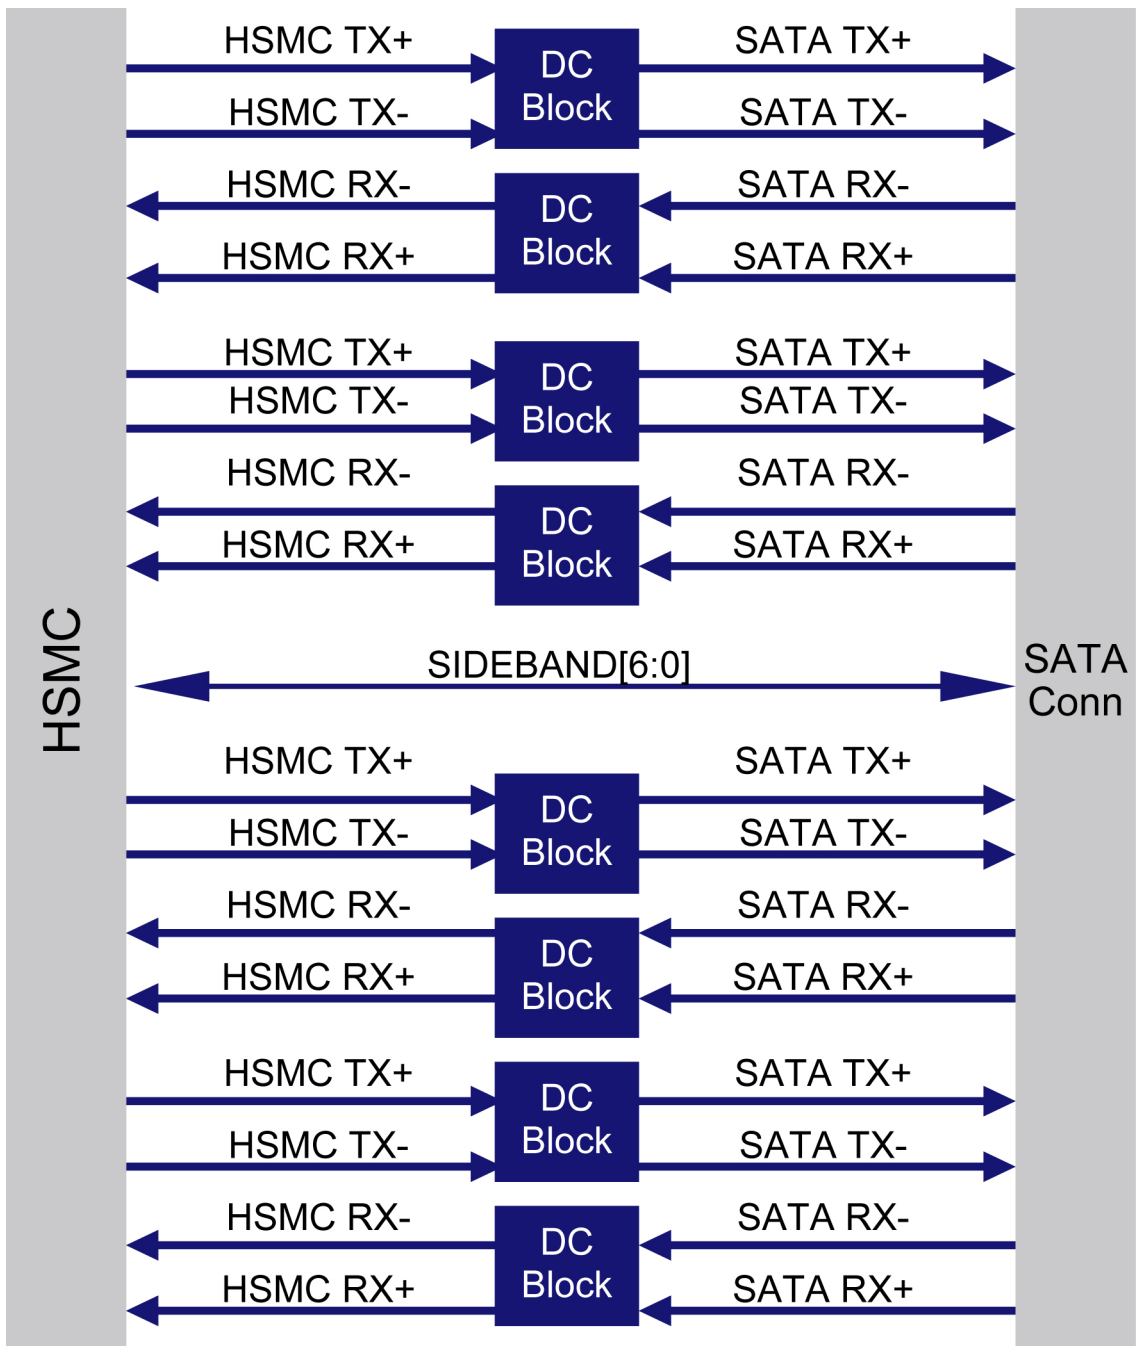 HSMC TX+
SATA TX+
DC
Block
HSMC TX-
SATA TX-
HSMC RX-
SATA RX-
DC
Block
HSMC RX+
SATA RX+
HSMC TX+
SATA TX+
DC
Block
HSMC TX-
SATA TX-
HSMC RX-
SATA RX-
DC
Block
HSMC RX+
SATA RX+
HSMC
SIDEBAND[6:0]
SATA
Conn
HSMC TX+
SATA TX+
DC
Block
HSMC TX-
SATA TX-
HSMC RX-
SATA RX-
DC
Block
HSMC RX+
SATA RX+
HSMC TX+
SATA TX+
DC
Block
HSMC TX-
SATA TX-
HSMC RX-
SATA RX-
DC
Block
HSMC RX+
SATA RX+